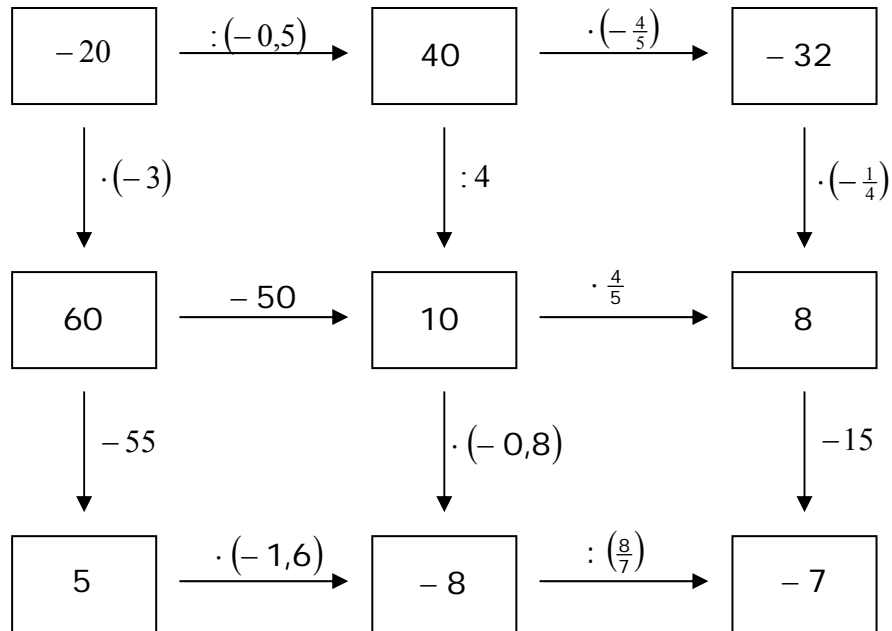 − 20 : (− 0,5) 40 · (− 4/5) − 32
· (− 3) : 4 · (− 1/4)
60 − 50 10 · 4/5 8
− 55 · (− 0,8) −15
5 · (− 1,6) − 8 : (8/7) − 7